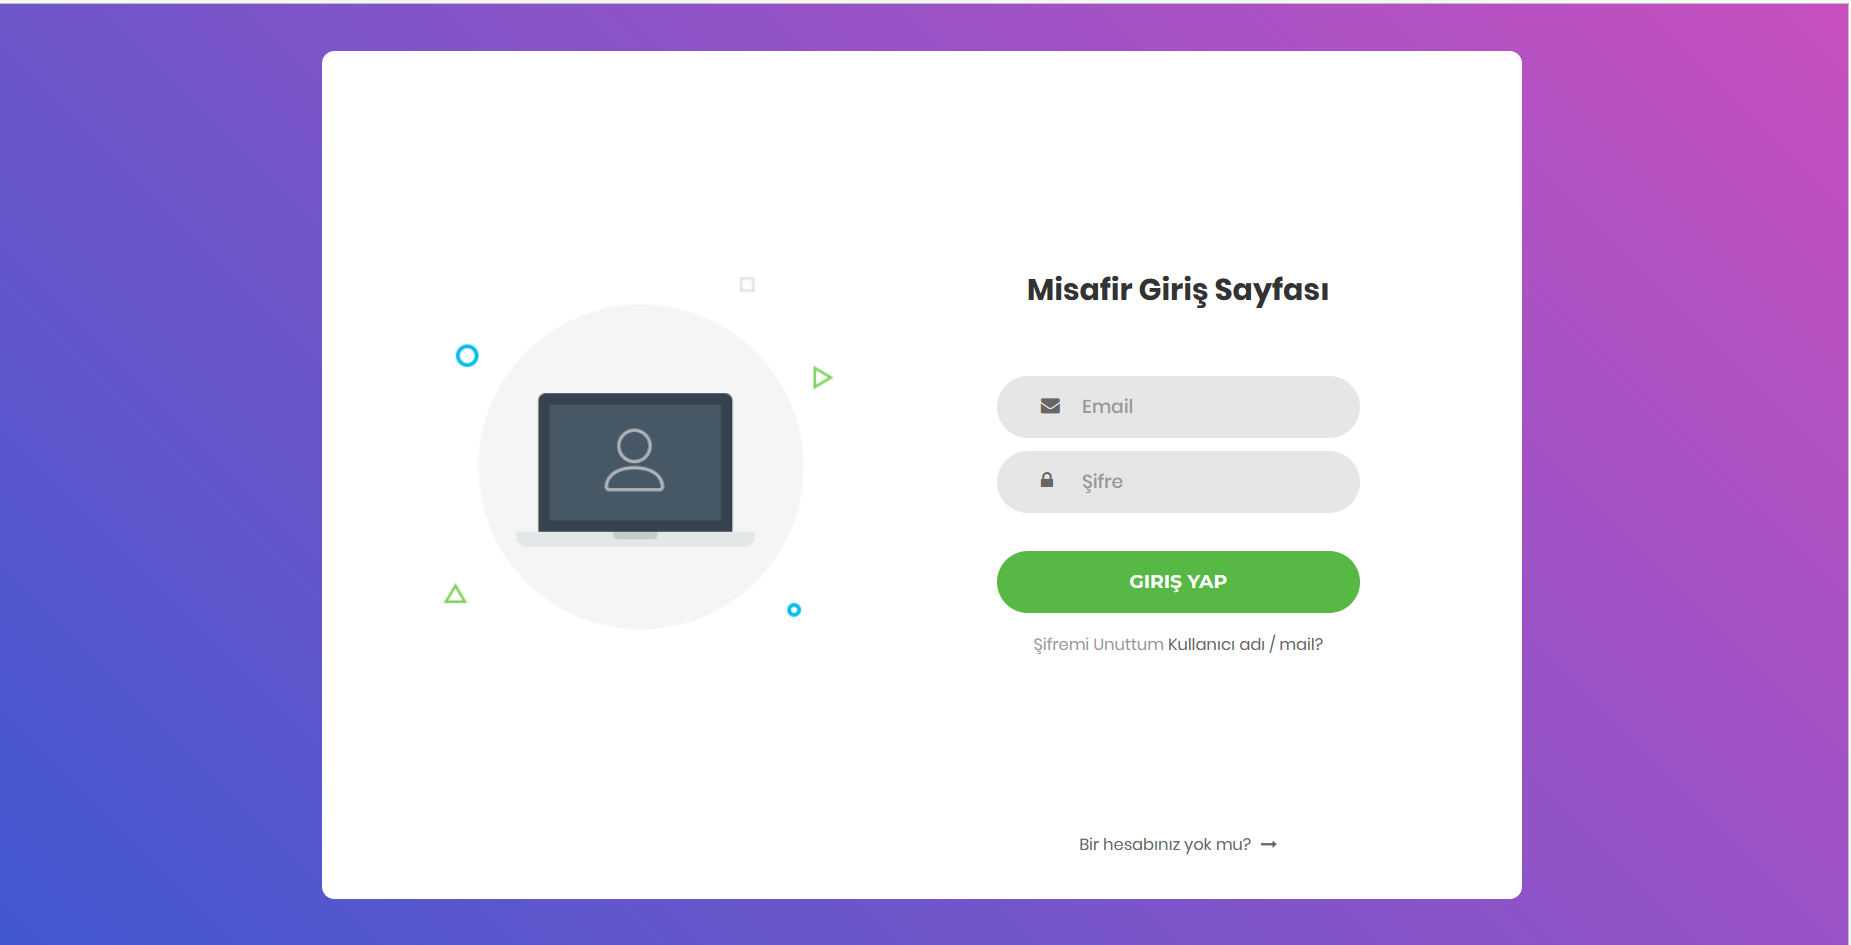 Misafir Giriş Sayfası
Email
Şifre
GIRIŞ YAP
Şifremi Unuttum Kullanıcı adı / mail?
Bir hesabınız yok mu?